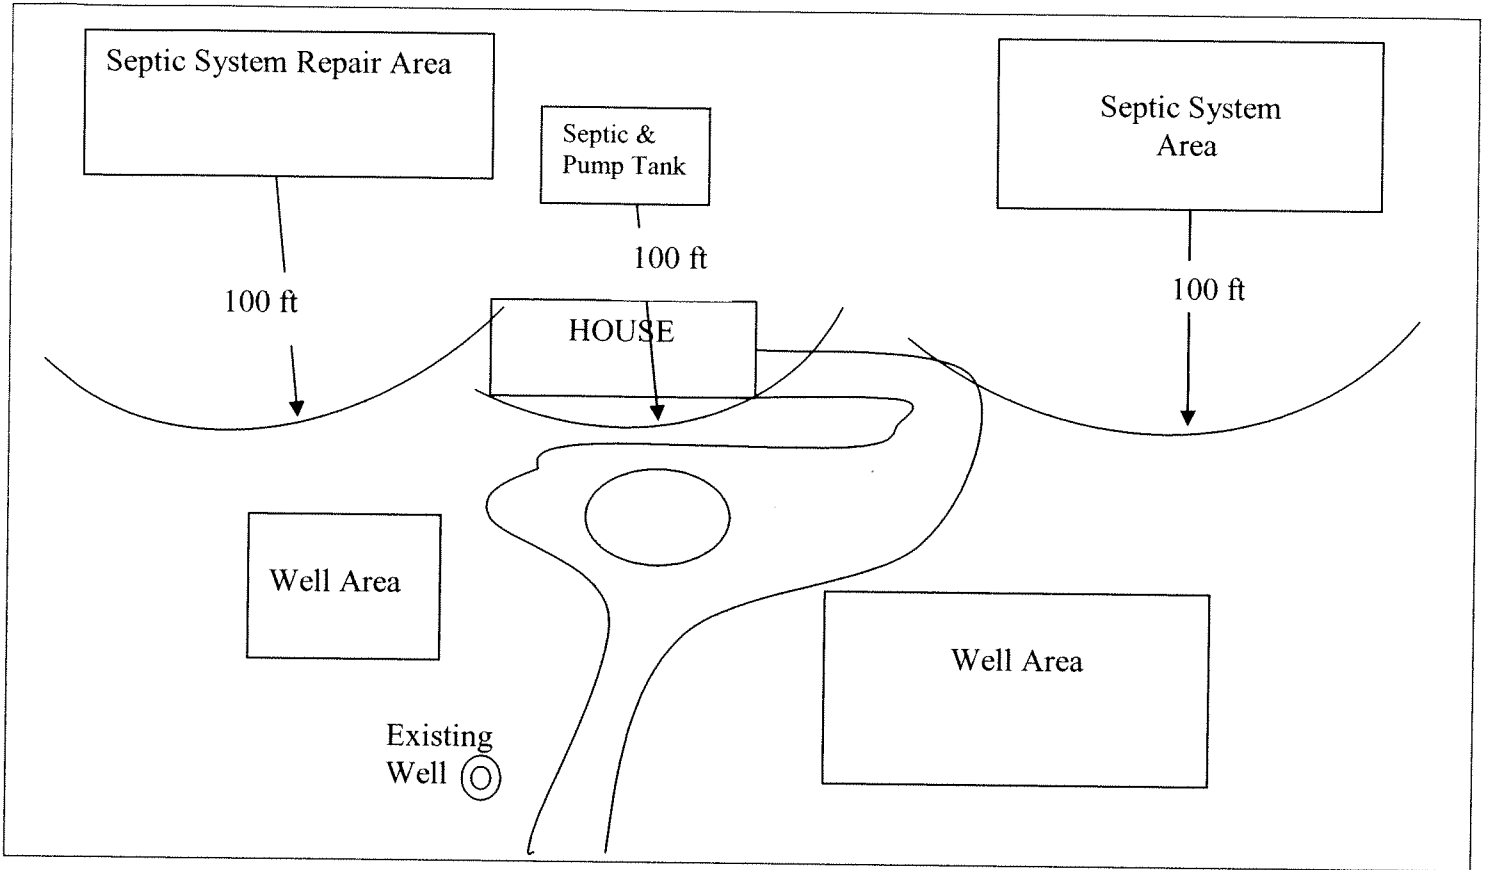 Septic System Repair Area
Septic &
Pump Tank
Septic System
Area
100 ft
100 ft
100 ft
HOUSE
Well Area
Well Area
Existing
Well